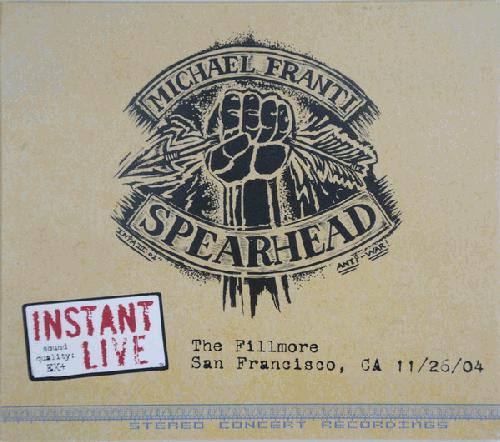 MICHAEL FRANTI
SPEARHEAD
ANTI-WAR!
INSTANT
LIVE
sound
quality:
EX+
The Fillmore
San Francisco, CA 11/26/04
STEREO CONCERT RECORDINGS